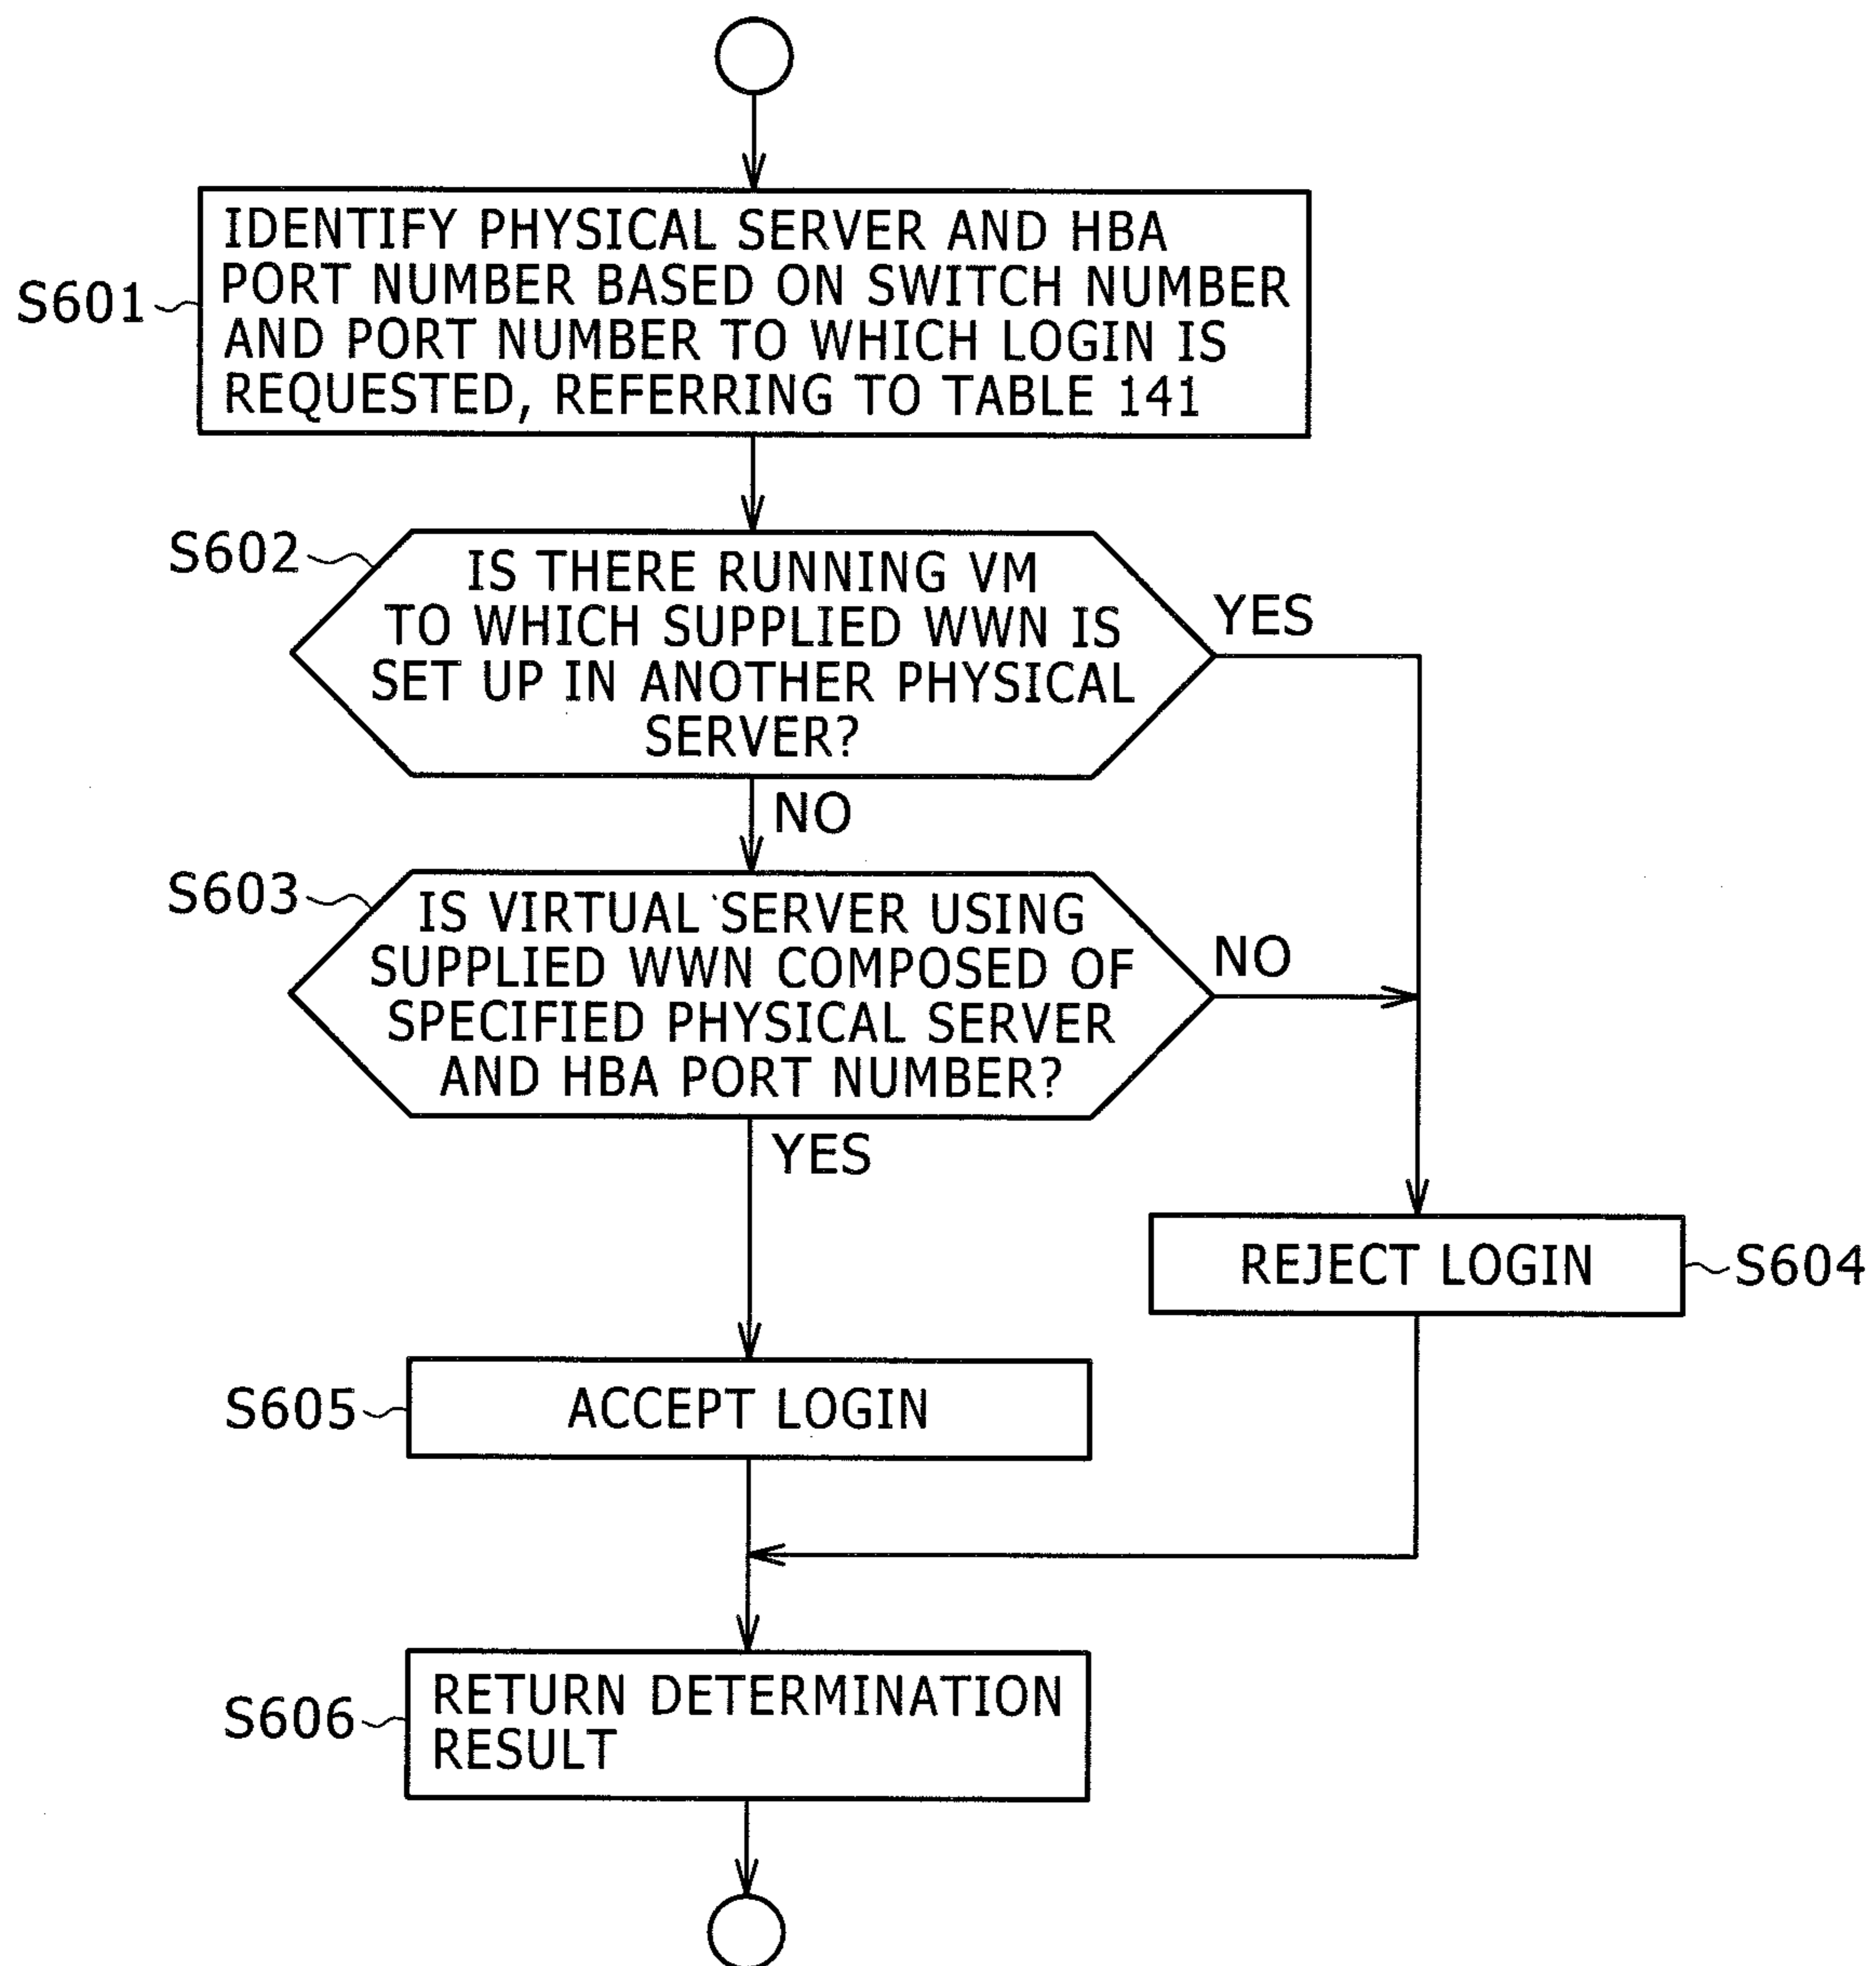 S601
IDENTIFY PHYSICAL SERVER AND HBA
PORT NUMBER BASED ON SWITCH NUMBER
AND PORT NUMBER TO WHICH LOGIN IS
REQUESTED, REFERRING TO TABLE 141
S602
IS THERE RUNNING VM
TO WHICH SUPPLIED WWN IS
SET UP IN ANOTHER PHYSICAL
SERVER?
YES
NO
S603
IS VIRTUAL SERVER USING
SUPPLIED WWN COMPOSED OF
SPECIFIED PHYSICAL SERVER
AND HBA PORT NUMBER?
NO
YES
REJECT LOGIN
S604
S605
ACCEPT LOGIN
S606
RETURN DETERMINATION
RESULT